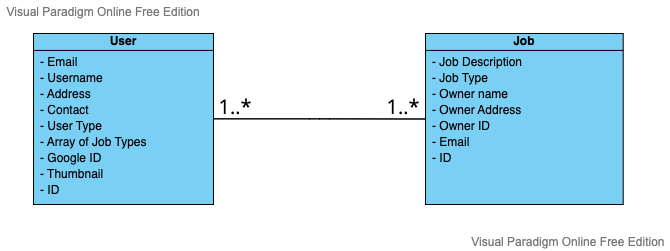 Visual Paradigm Online Free Edition
User
- Email
- Username
- Address
- Contact
- User Type
- Array of Job Types
- Google ID
- Thumbnail
- ID
1..*
1..*
Job
- Job Description
- Job Type
- Owner name
- Owner Address
- Owner ID
- Email
- ID
Visual Paradigm Online Free Edition